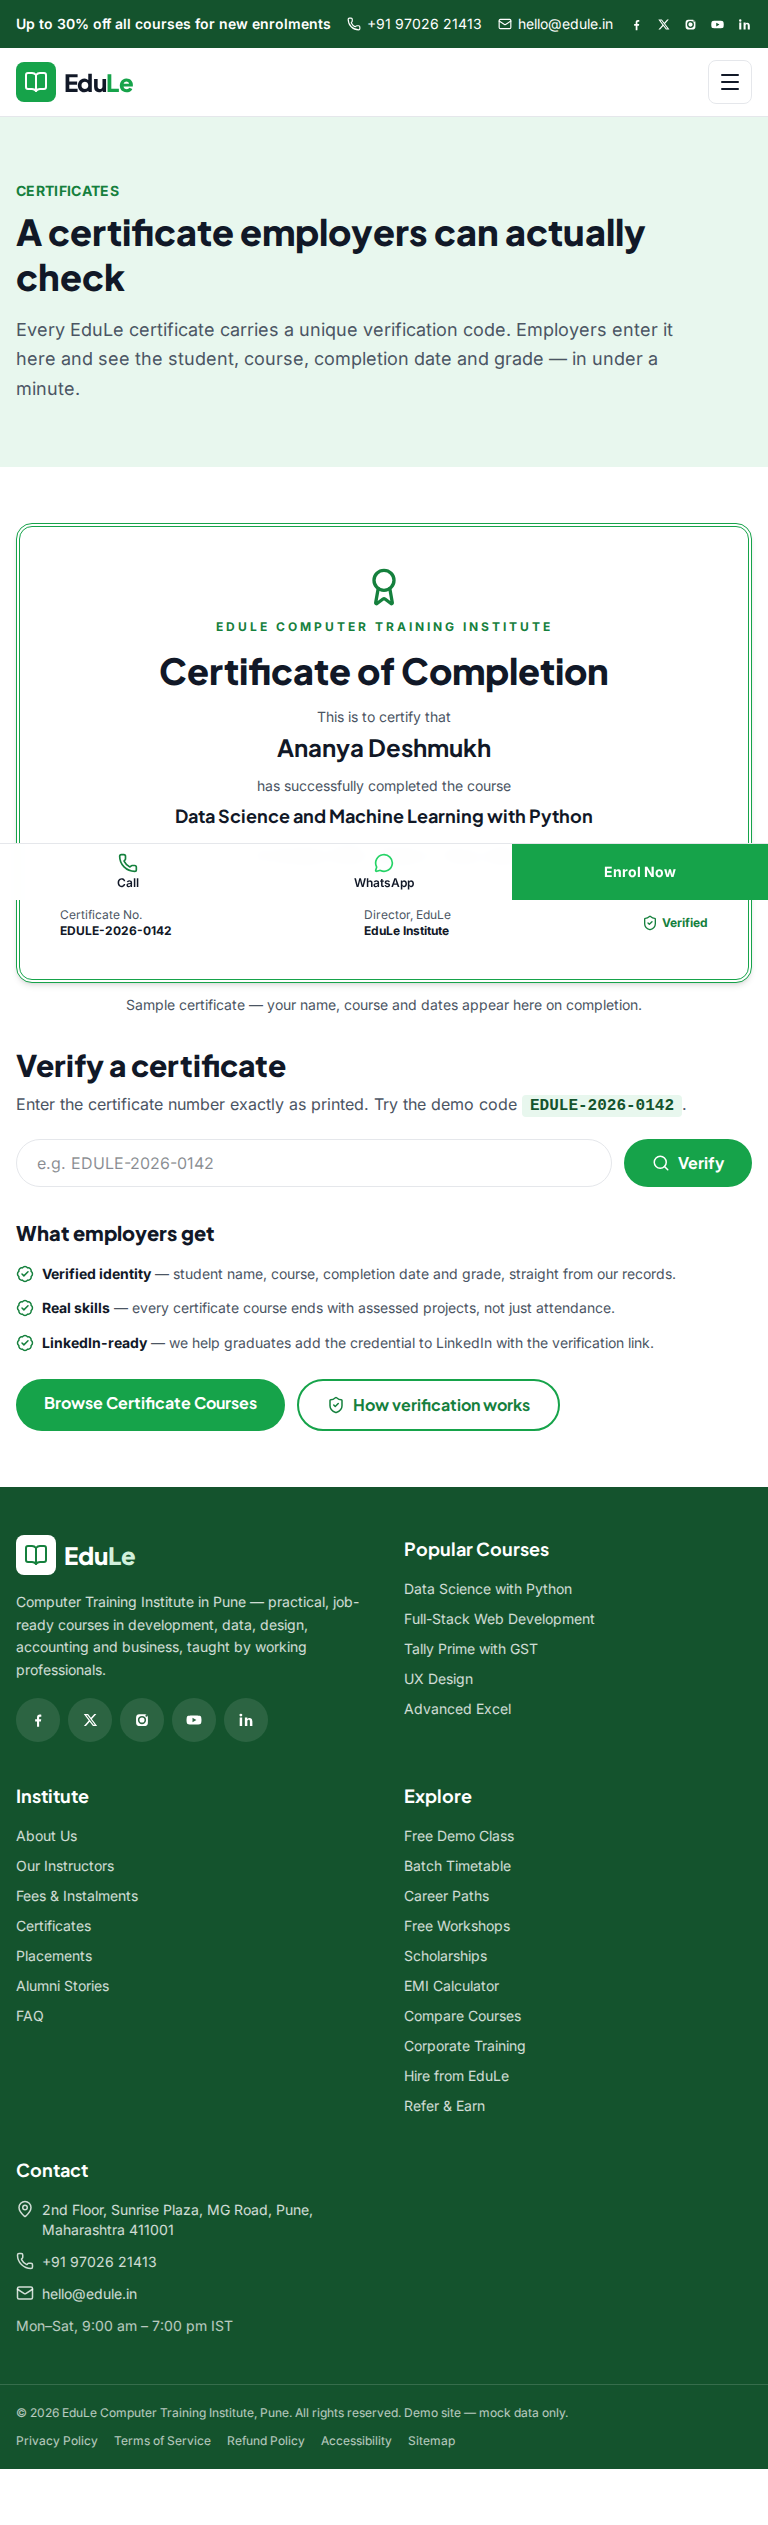 Up to 30% off all courses for new enrolments +91 97026 21413 hello@edule.in
EduLe
CERTIFICATES
A certificate employers can actually
check
Every EduLe certificate carries a unique verification code. Employers enter it
here and see the student, course, completion date and grade — in under a
minute.
EDULE COMPUTER TRAINING INSTITUTE
Certificate of Completion
This is to certify that
Ananya Deshmukh
has successfully completed the course
Data Science and Machine Learning with Python
Call WhatsApp Enrol Now
Certificate No. Director, EduLe
EDULE-2026-0142 EduLe Institute Verified
Sample certificate — your name, course and dates appear here on completion.
Verify a certificate
Enter the certificate number exactly as printed. Try the demo code EDULE-2026-0142 .
e.g. EDULE-2026-0142 Verify
What employers get
Verified identity — student name, course, completion date and grade, straight from our records.
Real skills — every certificate course ends with assessed projects, not just attendance.
LinkedIn-ready — we help graduates add the credential to LinkedIn with the verification link.
Browse Certificate Courses How verification works
EduLe
Computer Training Institute in Pune — practical, job-
ready courses in development, data, design,
accounting and business, taught by working
professionals.
Popular Courses
Data Science with Python
Full-Stack Web Development
Tally Prime with GST
UX Design
Advanced Excel
Institute
About Us
Our Instructors
Fees & Instalments
Certificates
Placements
Alumni Stories
FAQ
Explore
Free Demo Class
Batch Timetable
Career Paths
Free Workshops
Scholarships
EMI Calculator
Compare Courses
Corporate Training
Hire from EduLe
Refer & Earn
Contact
2nd Floor, Sunrise Plaza, MG Road, Pune,
Maharashtra 411001
+91 97026 21413
hello@edule.in
Mon–Sat, 9:00 am – 7:00 pm IST
© 2026 EduLe Computer Training Institute, Pune. All rights reserved. Demo site — mock data only.
Privacy Policy Terms of Service Refund Policy Accessibility Sitemap